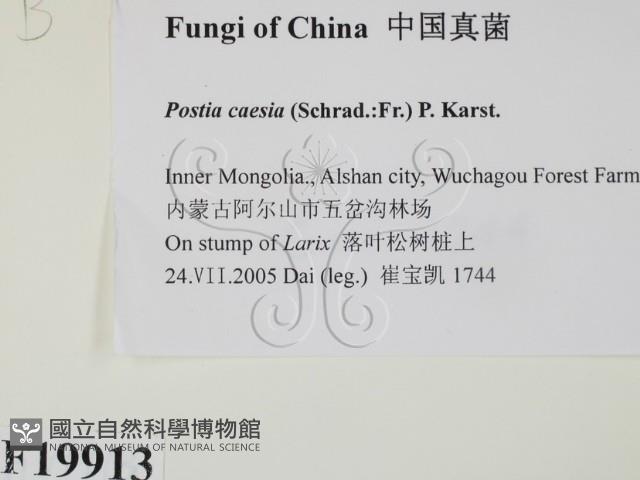 B
Fungi of China 中国真菌
Postia caesia (Schrad.:Fr.) P. Karst.
Inner Mongolia., Alshan city, Wuchagou Forest Farm
内蒙古阿尔山市五岔沟林场
On stump of Larix 落叶松树桩上
24.VII.2005 Dai (leg.) 崔宝凯 1744
國立自然科學博物館
NATIONAL MUSEUM OF NATURAL SCIENCE
F19913